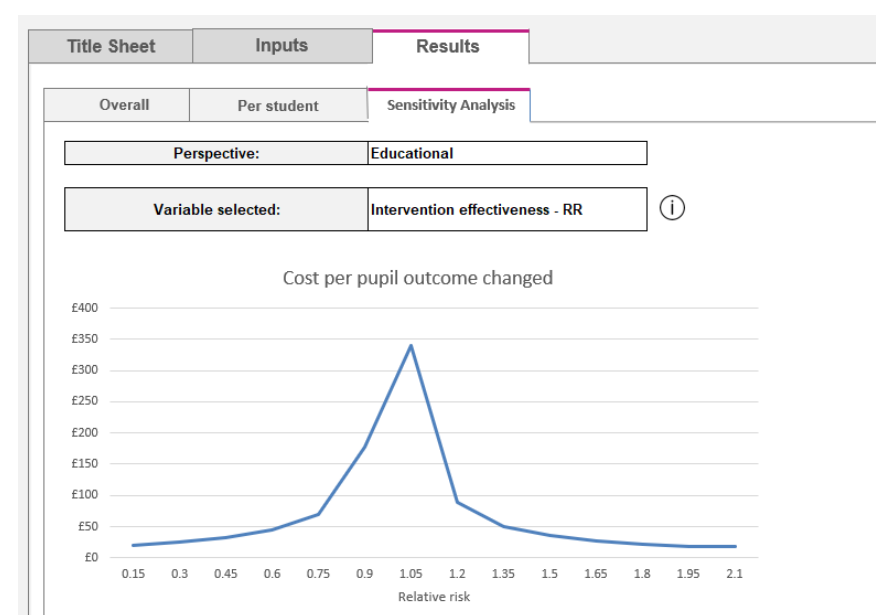 Title Sheet Inputs Results
Overall Per student Sensitivity Analysis
Perspective: Educational
Variable selected: Intervention effectiveness - RR i
Cost per pupil outcome changed
£400
£350
£300
£250
£200
£150
£100
£50
£0
0.15 0.3 0.45 0.6 0.75 0.9 1.05 1.2 1.35 1.5 1.65 1.8 1.95 2.1
Relative risk